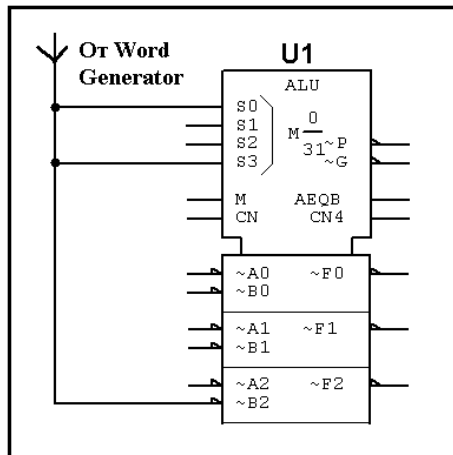 От Word
Generator
U1
ALU
S0
S1
S2
S3
M 0
31
~P
~G
M
CN
AEQB
CN4
~A0 ~F0
~B0
~A1 ~F1
~B1
~A2 ~F2
~B2